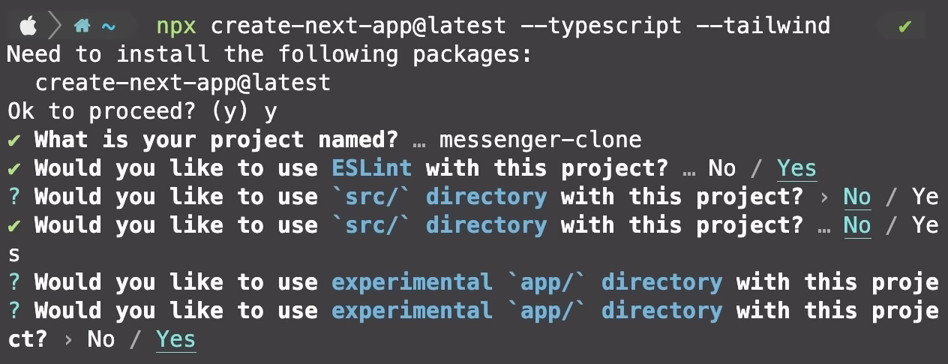 ~ npx create-next-app@latest --typescript --tailwind ✔
Need to install the following packages:
create-next-app@latest
Ok to proceed? (y) y
✔ What is your project named? … messenger-clone
✔ Would you like to use ESLint with this project? … No / Yes
? Would you like to use `src/` directory with this project? › No / Ye
✔ Would you like to use `src/` directory with this project? … No / Ye
s
? Would you like to use experimental `app/` directory with this proje
? Would you like to use experimental `app/` directory with this proje
ct? › No / Yes